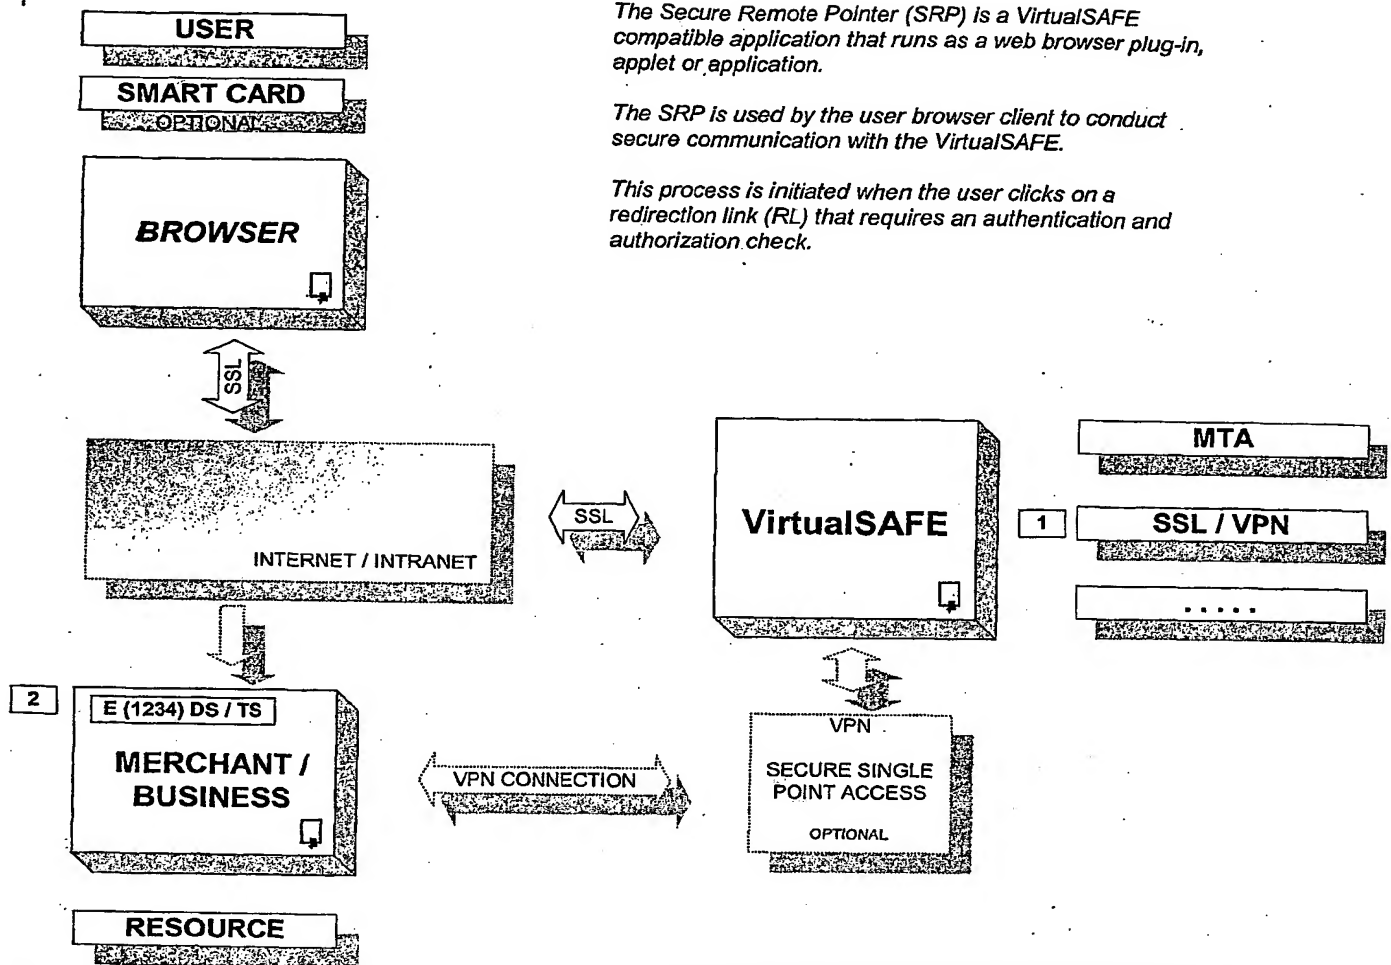 The Secure Remote Pointer (SRP) is a VirtualSAFE
compatible application that runs as a web browser plug-in,
applet or application.
The SRP is used by the user browser client to conduct
secure communication with the VirtualSAFE.
This process is initiated when the user clicks on a
redirection link (RL) that requires an authentication and
authorization check.
USER
SMART CARD
OPTIONAL
BROWSER
SSL
INTERNET / INTRANET
SSL
VirtualSAFE
1
MTA
SSL / VPN
.....
2
E (1234) DS / TS
MERCHANT /
BUSINESS
VPN CONNECTION
VPN
SECURE SINGLE
POINT ACCESS
OPTIONAL
RESOURCE